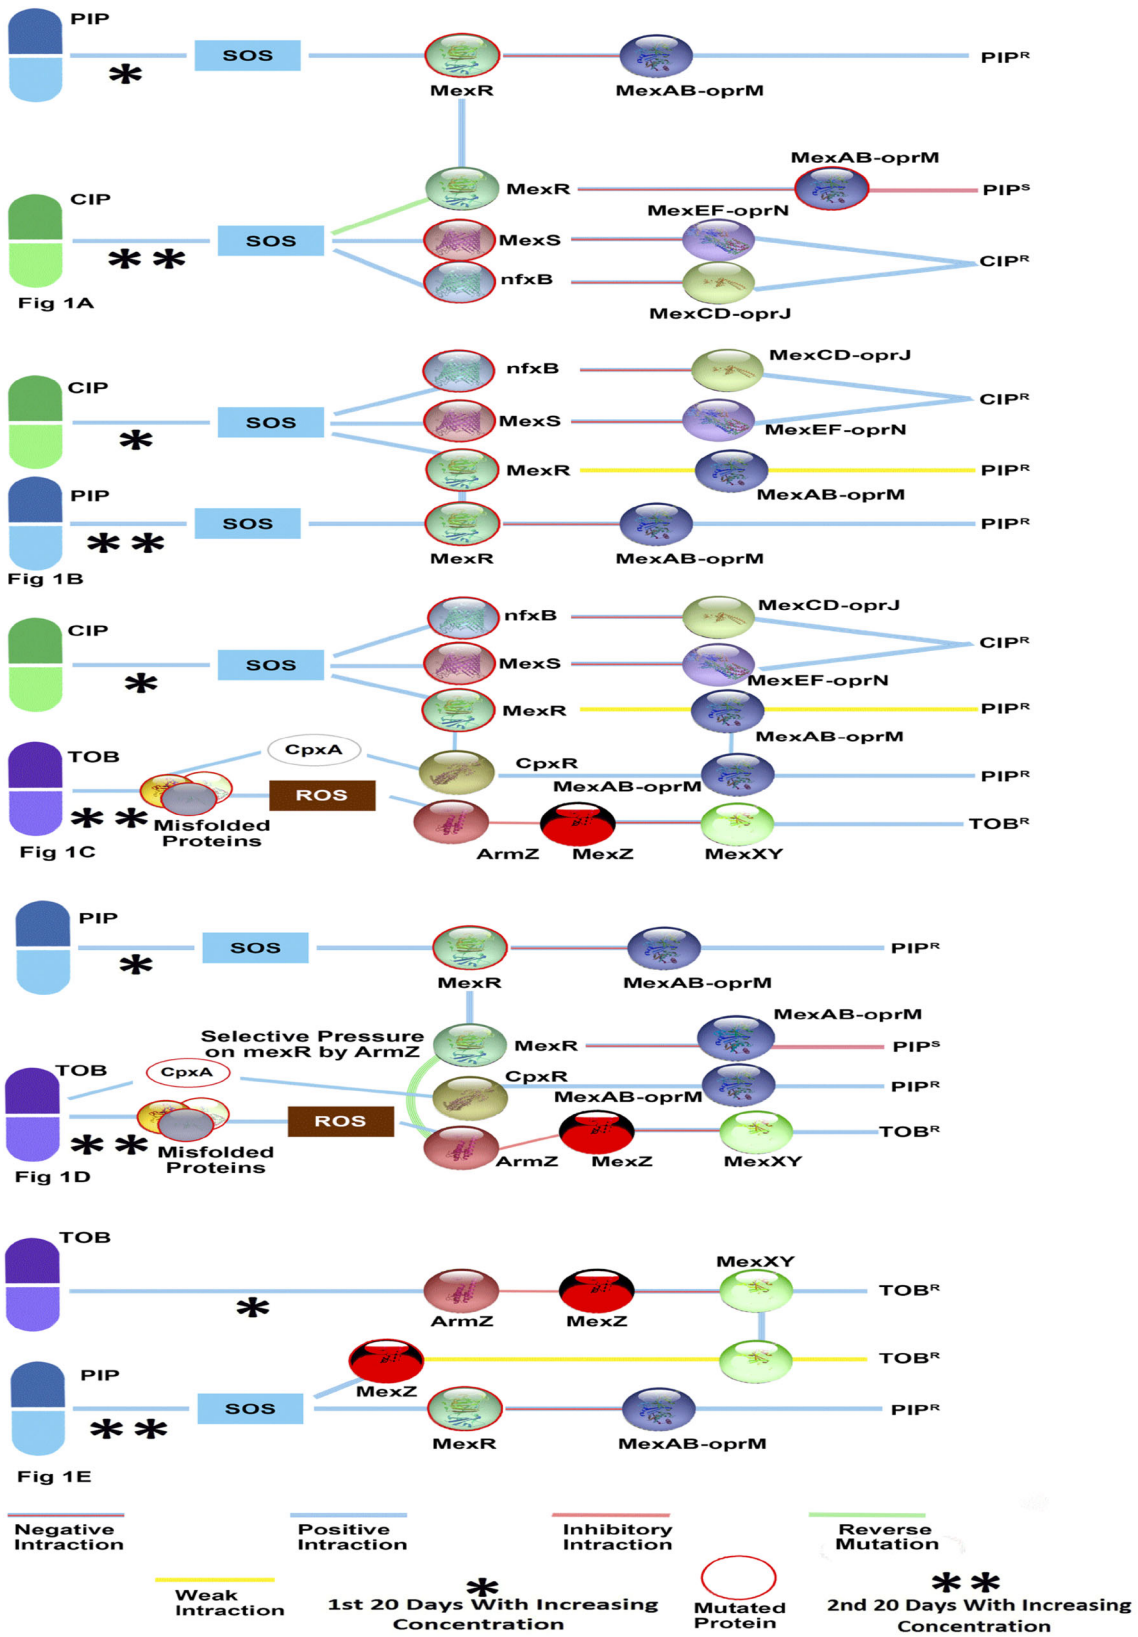 PIP
SOS
PIPᴿ
*
MexR
MexAB-oprM
MexAB-oprM
CIP
MexR
PIPˢ
MexEF-oprN
SOS
MexS
CIPᴿ
* *
nfxB
Fig 1A
MexCD-oprJ
MexCD-oprJ
nfxB
CIP
CIPᴿ
SOS
MexS
*
MexEF-oprN
MexR
PIPᴿ
PIP
MexAB-oprM
SOS
PIPᴿ
* *
MexR
MexAB-oprM
Fig 1B
MexCD-oprJ
nfxB
CIP
CIPᴿ
SOS
MexS
*
MexEF-oprN
MexR
PIPᴿ
MexAB-oprM
CpxA
TOB
CpxR
PIPᴿ
MexAB-oprM
ROS
* *
Misfolded
Proteins
TOBᴿ
Fig 1C
ArmZ
MexZ
MexXY
PIP
SOS
PIPᴿ
*
MexR
MexAB-oprM
MexAB-oprM
Selective Pressure
on mexR by ArmZ
MexR
PIPˢ
TOB
CpxA
CpxR
PIPᴿ
MexAB-oprM
ROS
TOBᴿ
* *
Misfolded
Proteins
ArmZ
MexZ
MexXY
Fig 1D
TOB
MexXY
TOBᴿ
*
ArmZ
MexZ
TOBᴿ
PIP
MexZ
SOS
PIPᴿ
* *
MexR
MexAB-oprM
Fig 1E
Negative
Intraction
Positive
Intraction
Inhibitory
Intraction
Reverse
Mutation
Weak
Intraction
*
1st 20 Days With Increasing
Concentration
Mutated
Protein
* *
2nd 20 Days With Increasing
Concentration